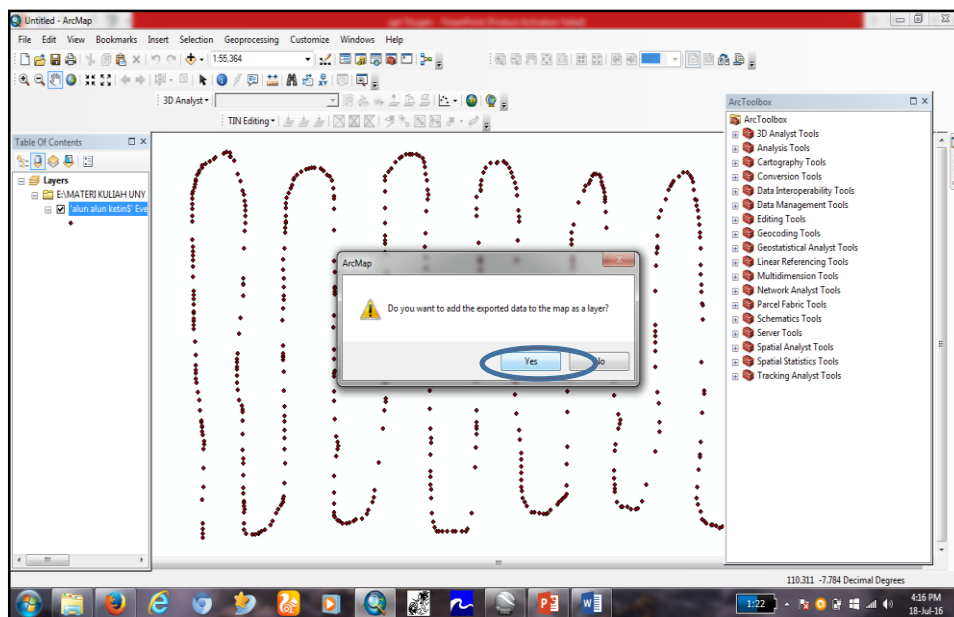 Untitled - ArcMap
File Edit View Bookmarks Insert Selection Geoprocessing Customize Windows Help
1:55,364
3D Analyst
TIN Editing
Table Of Contents
Layers
E:\MATERI KULIAH UNY
'alun alun ketin$' Eve
ArcMap
Do you want to add the exported data to the map as a layer?
Yes No
ArcToolbox
ArcToolbox
3D Analyst Tools
Analysis Tools
Cartography Tools
Conversion Tools
Data Interoperability Tools
Data Management Tools
Editing Tools
Geocoding Tools
Geostatistical Analyst Tools
Linear Referencing Tools
Multidimension Tools
Network Analyst Tools
Parcel Fabric Tools
Schematics Tools
Server Tools
Spatial Analyst Tools
Spatial Statistics Tools
Tracking Analyst Tools
110.311 -7.784 Decimal Degrees
1:22
4:16 PM
18-Jul-16